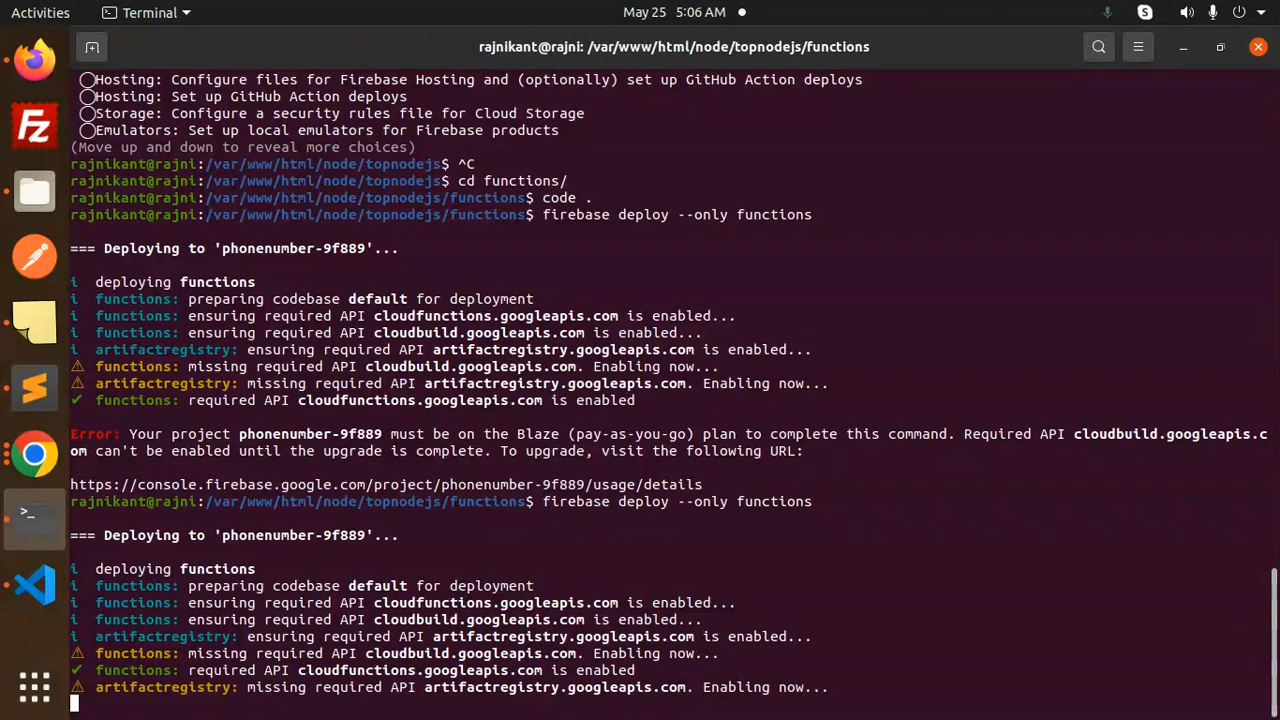 Activities
Terminal
May 25 5:06 AM
S
rajnikant@rajni: /var/www/html/node/topnodejs/functions
Fz
◯Hosting: Configure files for Firebase Hosting and (optionally) set up GitHub Action deploys
◯Hosting: Set up GitHub Action deploys
◯Storage: Configure a security rules file for Cloud Storage
◯Emulators: Set up local emulators for Firebase products
(Move up and down to reveal more choices)
rajnikant@rajni:/var/www/html/node/topnodejs$ ^C
rajnikant@rajni:/var/www/html/node/topnodejs$ cd functions/
rajnikant@rajni:/var/www/html/node/topnodejs/functions$ code .
rajnikant@rajni:/var/www/html/node/topnodejs/functions$ firebase deploy --only functions
=== Deploying to 'phonenumber-9f889'...
i deploying functions
i functions: preparing codebase default for deployment
i functions: ensuring required API cloudfunctions.googleapis.com is enabled...
i functions: ensuring required API cloudbuild.googleapis.com is enabled...
i artifactregistry: ensuring required API artifactregistry.googleapis.com is enabled...
⚠ functions: missing required API cloudbuild.googleapis.com. Enabling now...
⚠ artifactregistry: missing required API artifactregistry.googleapis.com. Enabling now...
✔ functions: required API cloudfunctions.googleapis.com is enabled
Error: Your project phonenumber-9f889 must be on the Blaze (pay-as-you-go) plan to complete this command. Required API cloudbuild.googleapis.c
om can't be enabled until the upgrade is complete. To upgrade, visit the following URL:
https://console.firebase.google.com/project/phonenumber-9f889/usage/details
rajnikant@rajni:/var/www/html/node/topnodejs/functions$ firebase deploy --only functions
=== Deploying to 'phonenumber-9f889'...
i deploying functions
i functions: preparing codebase default for deployment
i functions: ensuring required API cloudfunctions.googleapis.com is enabled...
i functions: ensuring required API cloudbuild.googleapis.com is enabled...
i artifactregistry: ensuring required API artifactregistry.googleapis.com is enabled...
⚠ functions: missing required API cloudbuild.googleapis.com. Enabling now...
✔ functions: required API cloudfunctions.googleapis.com is enabled
⚠ artifactregistry: missing required API artifactregistry.googleapis.com. Enabling now...